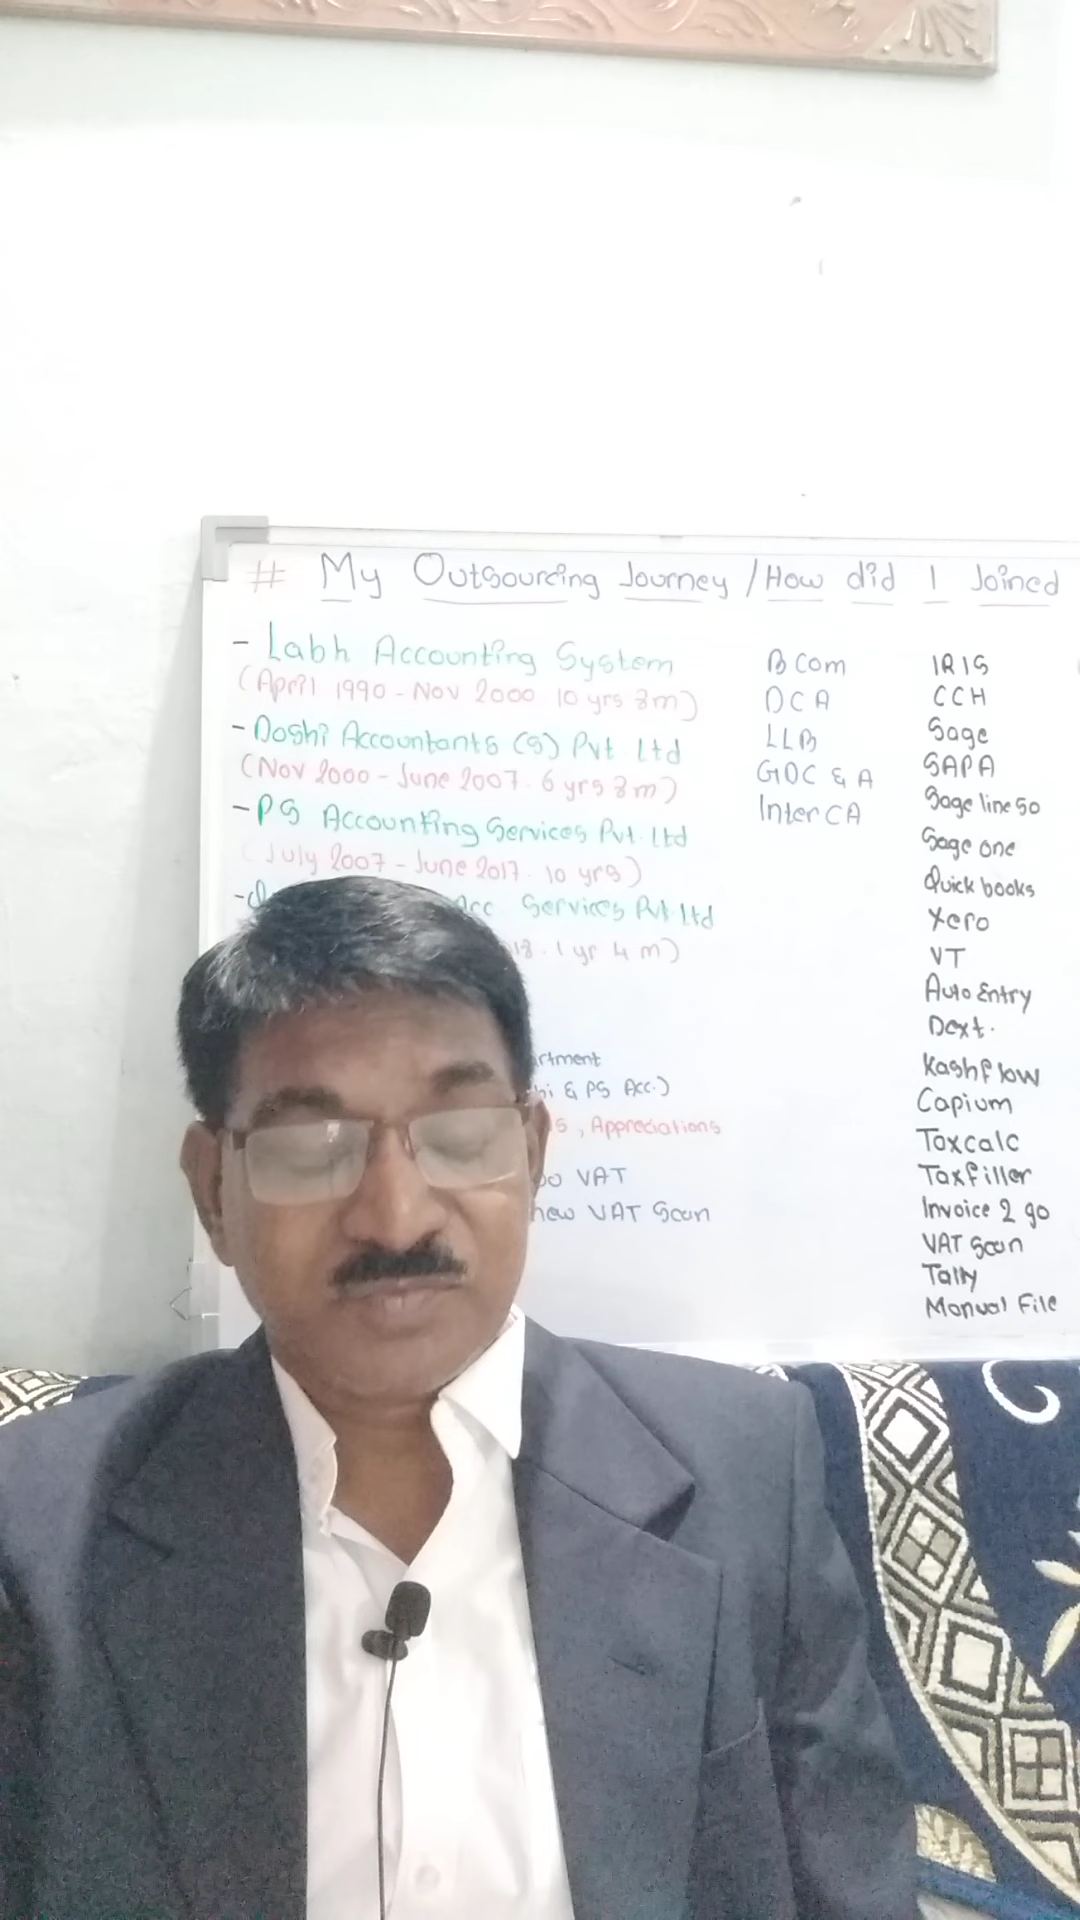 # My Outsourcing Journey / How did I Joined
- Labh Accounting System
(April 1990 - Nov 2000 10 yrs 8m)
- Doshi Accountants (S) Pvt Ltd
(Nov 2000 - June 2007. 6 yrs 8m)
- PS Accounting Services Pvt. Ltd
(July 2007 - June 2017. 10 yrs)
Acc. Services Pvt. Ltd
1 yr 4 m)
& PS Acc.)
, Appreciations
VAT
new VAT Scan
B Com
DCA
LLB
GDC & A
Inter CA
IRIS
CCH
Sage
SAPA
Sage line 50
Sage one
Quick books
Xero
VT
Auto Entry
Dext.
Kashflow
Capium
Taxcalc
Taxfiller
Invoice 2 go
VAT Scan
Tally
Manual File